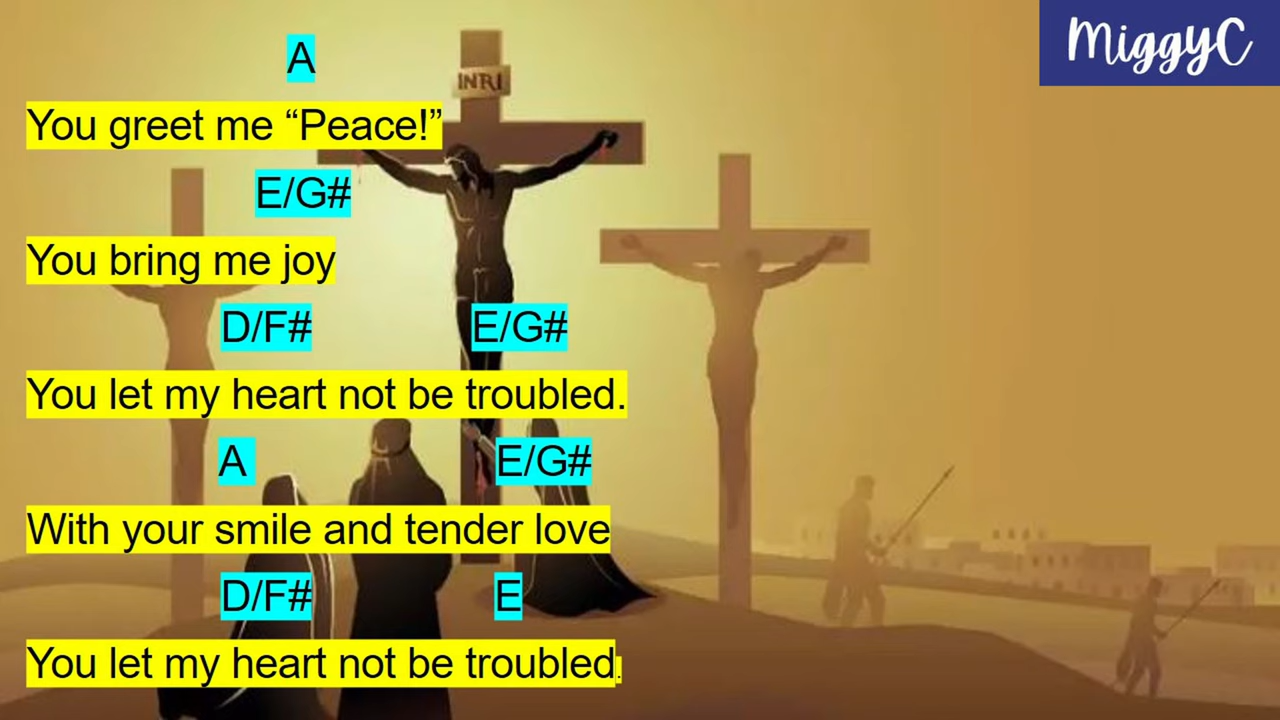 MiggyC
A
INRI
You greet me “Peace!”
E/G#
You bring me joy
D/F# E/G#
You let my heart not be troubled.
A E/G#
With your smile and tender love
D/F# E
You let my heart not be troubled.